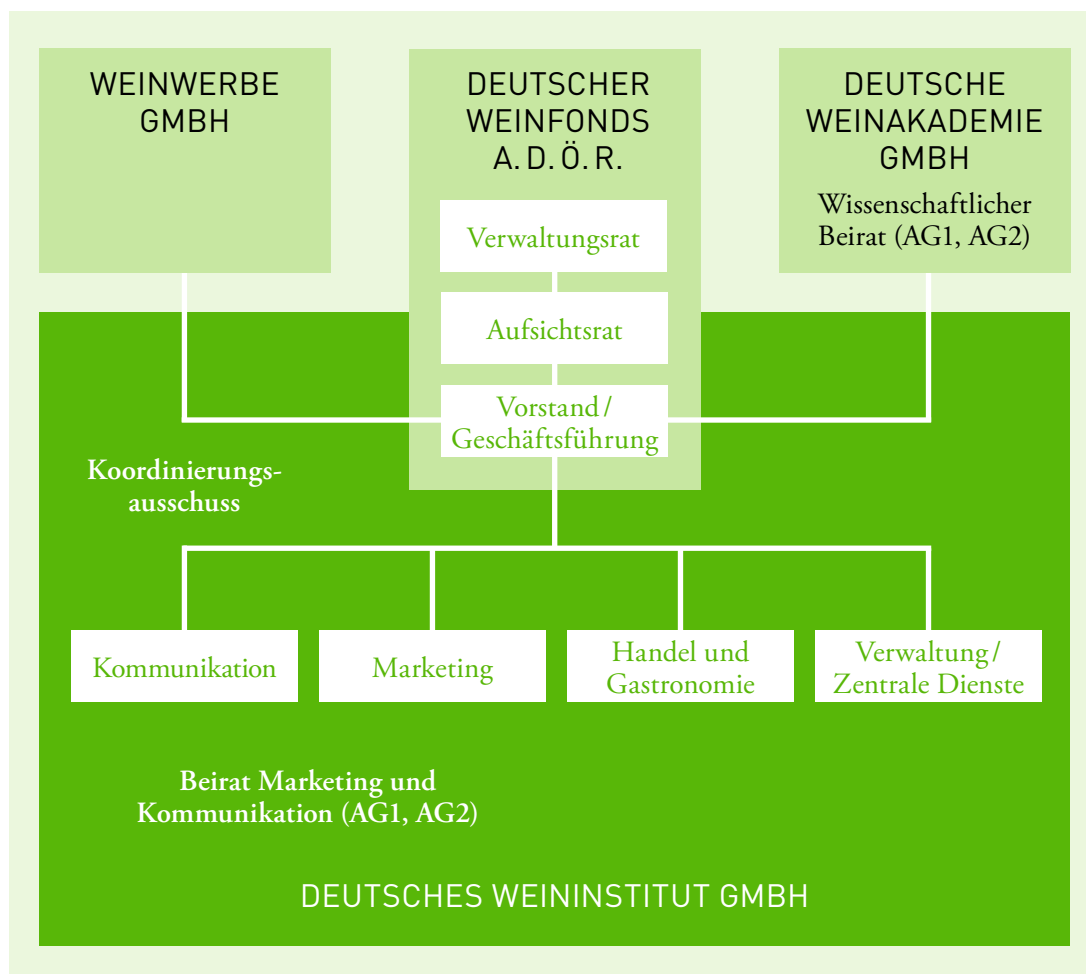 WEINWERBE
GMBH
DEUTSCHER
WEINFONDS
A. D. Ö. R.
DEUTSCHE
WEINAKADEMIE
GMBH
Wissenschaftlicher
Beirat (AG1, AG2)
Verwaltungsrat
Aufsichtsrat
Vorstand /
Geschäftsführung
Koordinierungs-
ausschuss
Kommunikation
Marketing
Handel und
Gastronomie
Verwaltung /
Zentrale Dienste
Beirat Marketing und
Kommunikation (AG1, AG2)
DEUTSCHES WEININSTITUT GMBH